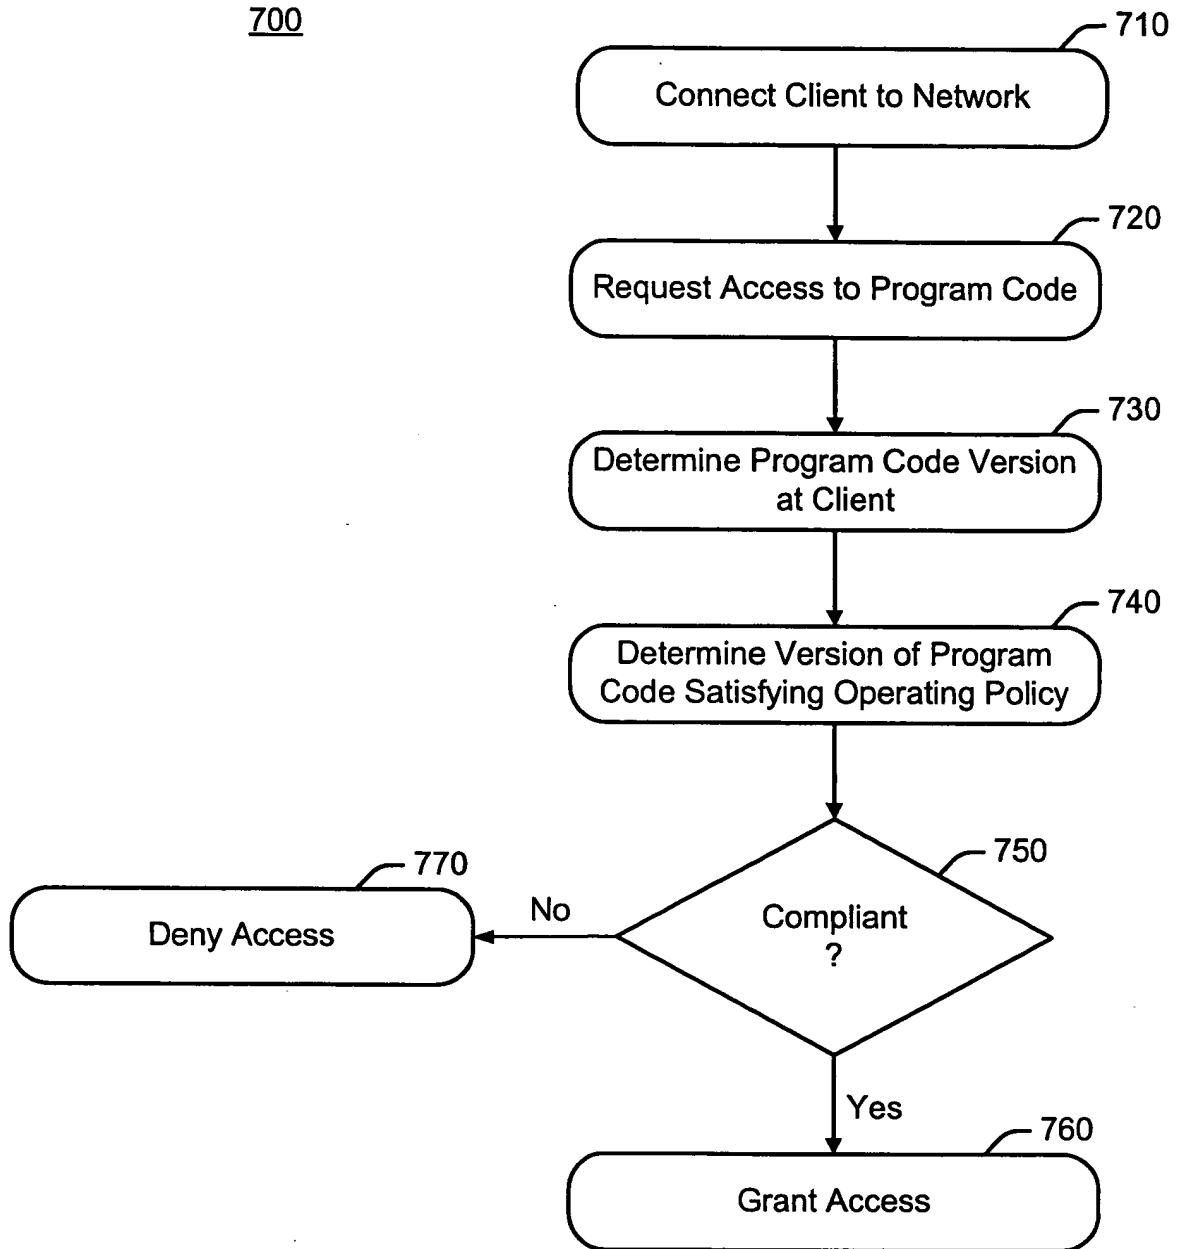 700
710
Connect Client to Network
720
Request Access to Program Code
730
Determine Program Code Version
at Client
740
Determine Version of Program
Code Satisfying Operating Policy
750
Compliant
?
770
Deny Access
No
Yes
760
Grant Access